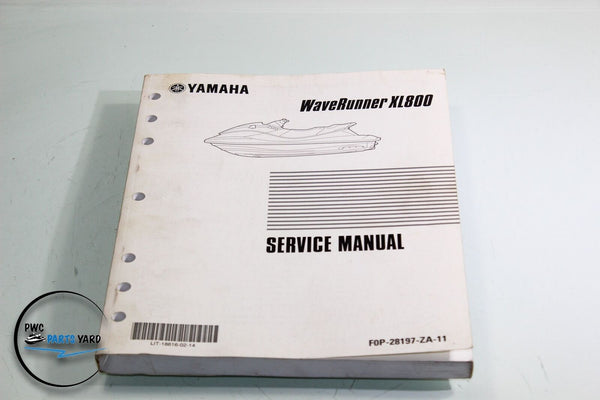 YAMAHA
WaveRunner XL800
SERVICE MANUAL
LIT-18616-02-14
F0P-28197-ZA-11
PWC
PARTS YARD